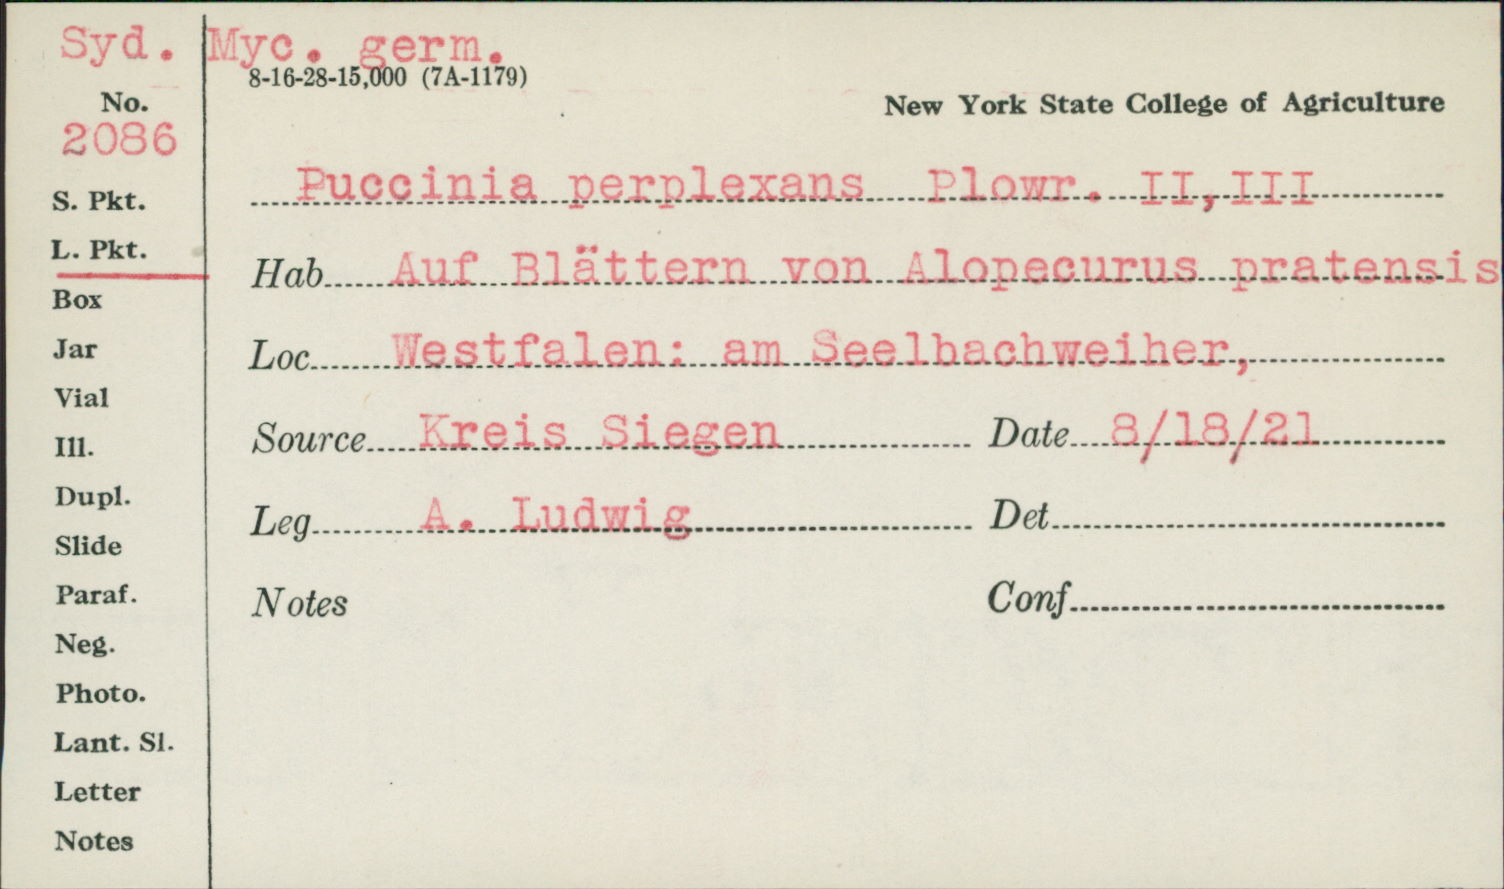 Syd. Myc. germ.
8-16-28-15,000 (7A-1179)
No.
New York State College of Agriculture
2086
Puccinia perplexans Plowr. II,III
S. Pkt.
L. Pkt.
Hab Auf Blättern von Alopecurus pratensis
Box
Jar
Loc Westfalen: am Seelbachweiher,
Vial
Source Kreis Siegen Date 8/18/21
Ill.
Dupl.
Leg A. Ludwig Det
Slide
Paraf.
Notes Conf
Neg.
Photo.
Lant. Sl.
Letter
Notes